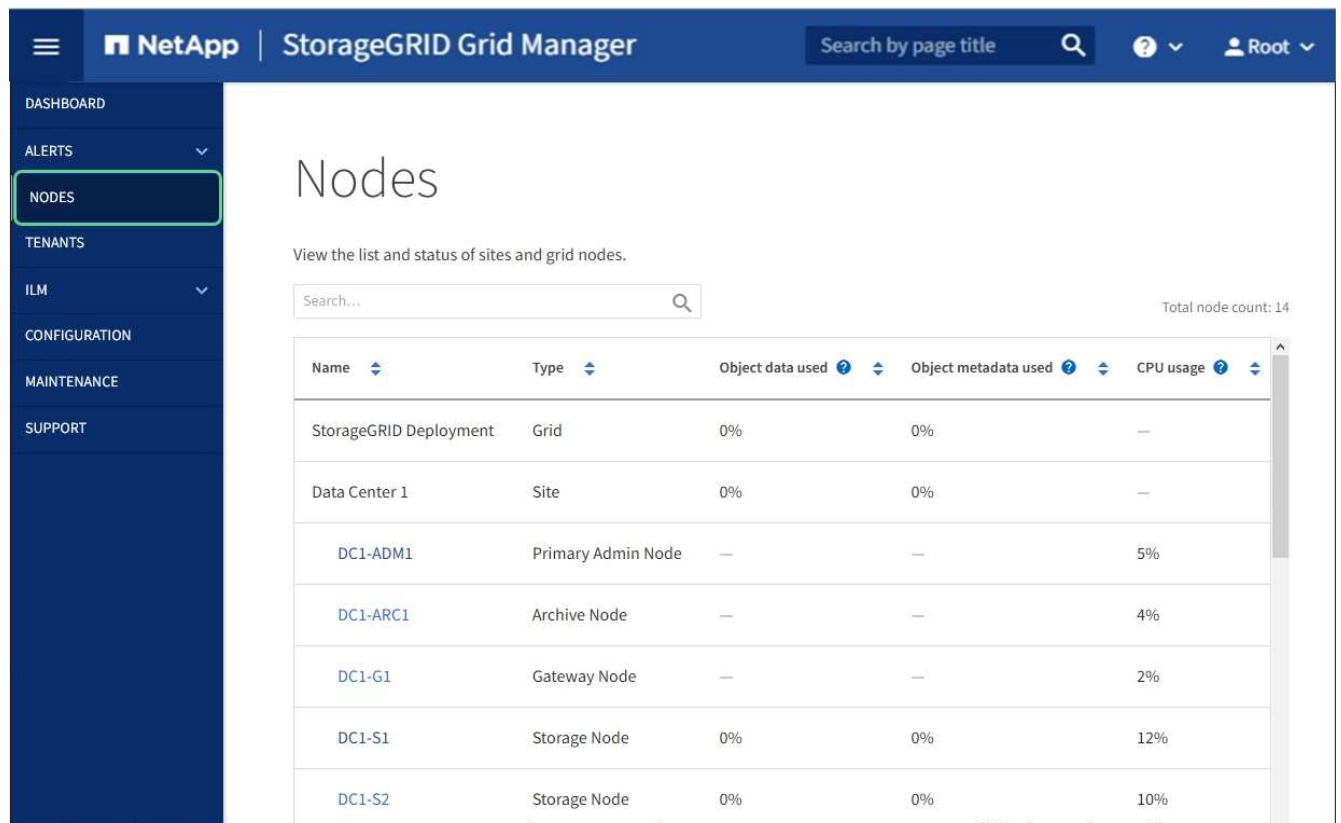 NetApp | StorageGRID Grid Manager Search by page title Root
DASHBOARD
ALERTS
NODES
TENANTS
ILM
CONFIGURATION
MAINTENANCE
SUPPORT
Nodes
View the list and status of sites and grid nodes.
Search...
Total node count: 14
Name Type Object data used Object metadata used CPU usage
StorageGRID Deployment Grid 0% 0% —
Data Center 1 Site 0% 0% —
DC1-ADM1 Primary Admin Node — — 5%
DC1-ARC1 Archive Node — — 4%
DC1-G1 Gateway Node — — 2%
DC1-S1 Storage Node 0% 0% 12%
DC1-S2 Storage Node 0% 0% 10%